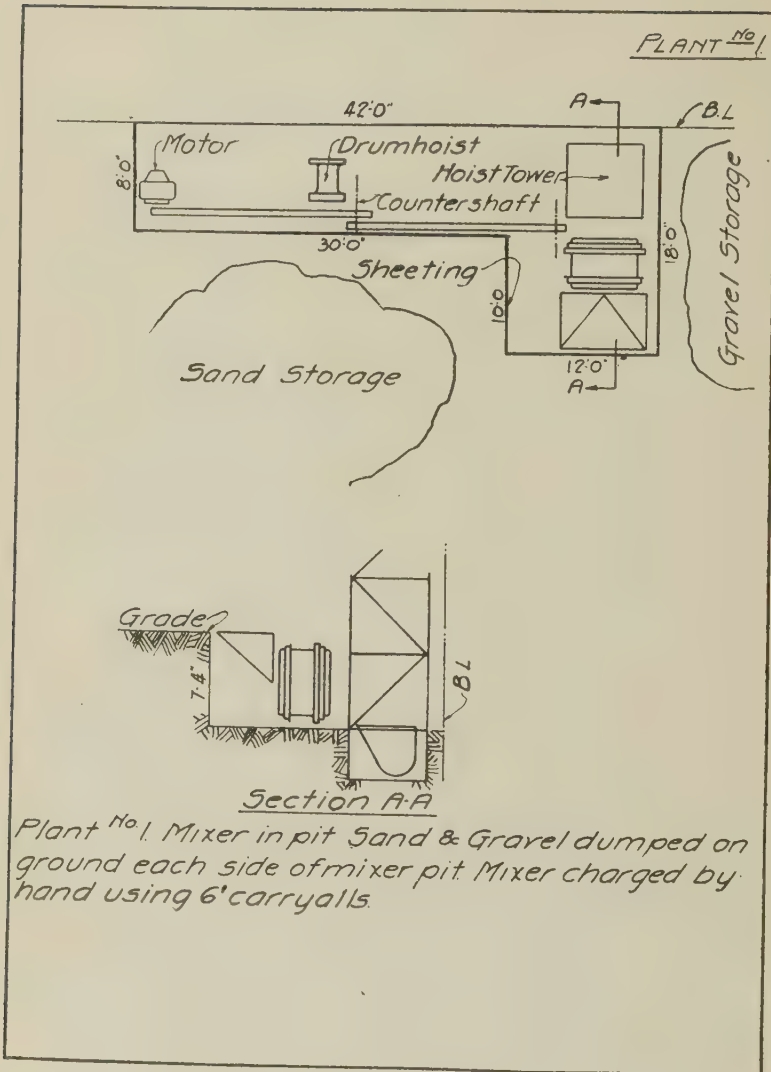 PLANT No 1.
42'-0"
A
B.L
Motor
Drumhoist
Hoist Tower
8'-0"
Countershaft
30'-0"
Sheeting
18'-0"
10'-0
Gravel Storage
Sand Storage
12'-0"
A
Grade
7'-4"
B L
Section A-A
Plant No. 1. Mixer in pit Sand & Gravel dumped on
ground each side of mixer pit. Mixer charged by
hand using 6' carryalls.